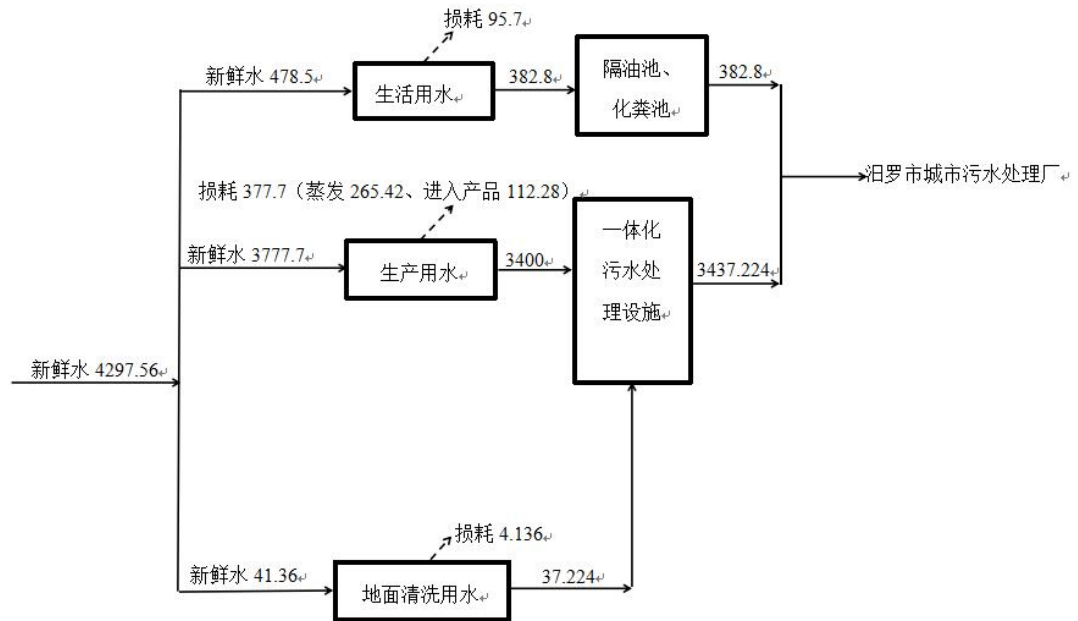 损耗 95.7
新鲜水 478.5
生活用水
382.8
隔油池、
化粪池
382.8
汨罗市城市污水处理厂
损耗 377.7（蒸发 265.42、进入产品 112.28）
新鲜水 3777.7
生产用水
3400
一体化
污水处
理设施
3437.224
新鲜水 4297.56
损耗 4.136
新鲜水 41.36
地面清洗用水
37.224